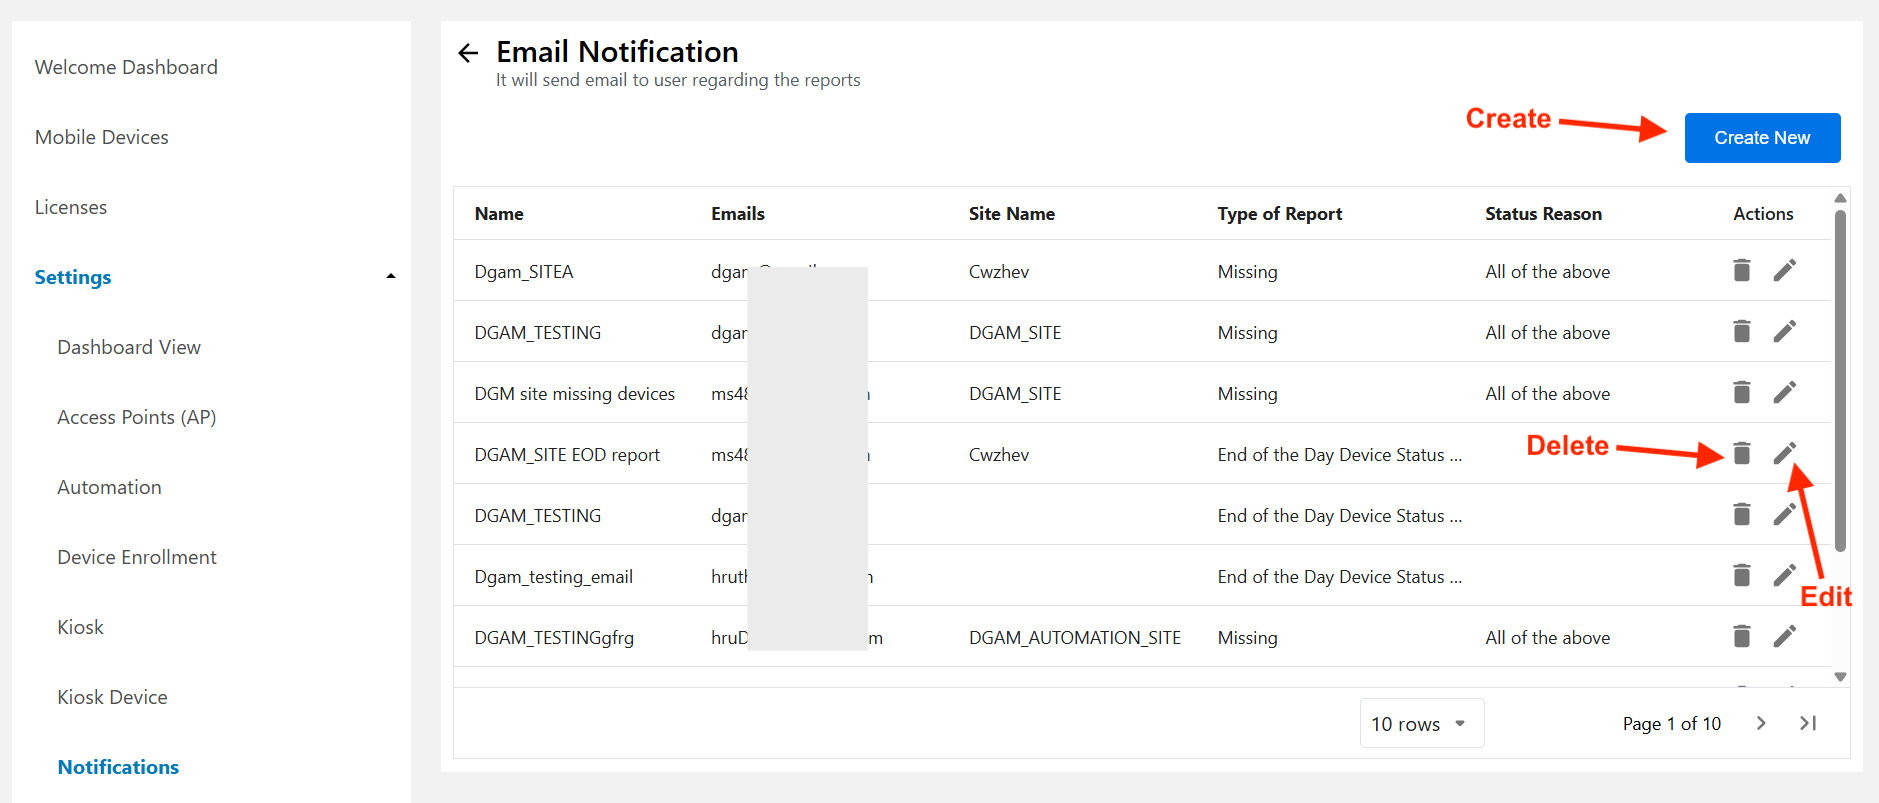 Welcome Dashboard
Mobile Devices
Licenses
Settings
Dashboard View
Access Points (AP)
Automation
Device Enrollment
Kiosk
Kiosk Device
Notifications
Email Notification
It will send email to user regarding the reports
Create
Create New
Name Emails Site Name Type of Report Status Reason Actions
Dgam_SITEA Cwzhev Missing All of the above
DGAM_TESTING DGAM_SITE Missing All of the above
DGM site missing devices ms48 DGAM_SITE Missing All of the above
DGAM_SITE EOD report ms48 Cwzhev End of the Day Device Status ...
Delete
DGAM_TESTING End of the Day Device Status ...
Dgam_testing_email hruth End of the Day Device Status ...
Edit
DGAM_TESTINGgfrg hruD m DGAM_AUTOMATION_SITE Missing All of the above
10 rows Page 1 of 10